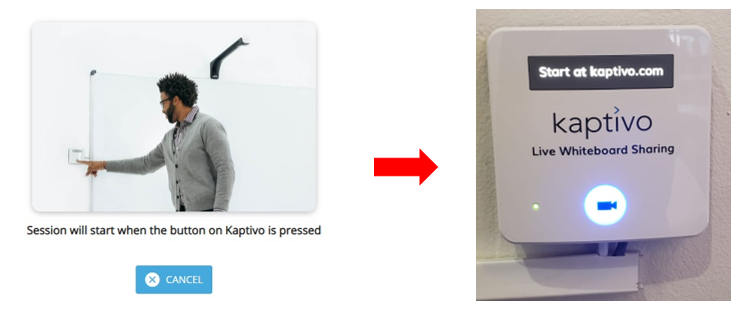 Session will start when the button on Kaptivo is pressed
CANCEL
Start at kaptivo.com
kaptivo
Live Whiteboard Sharing